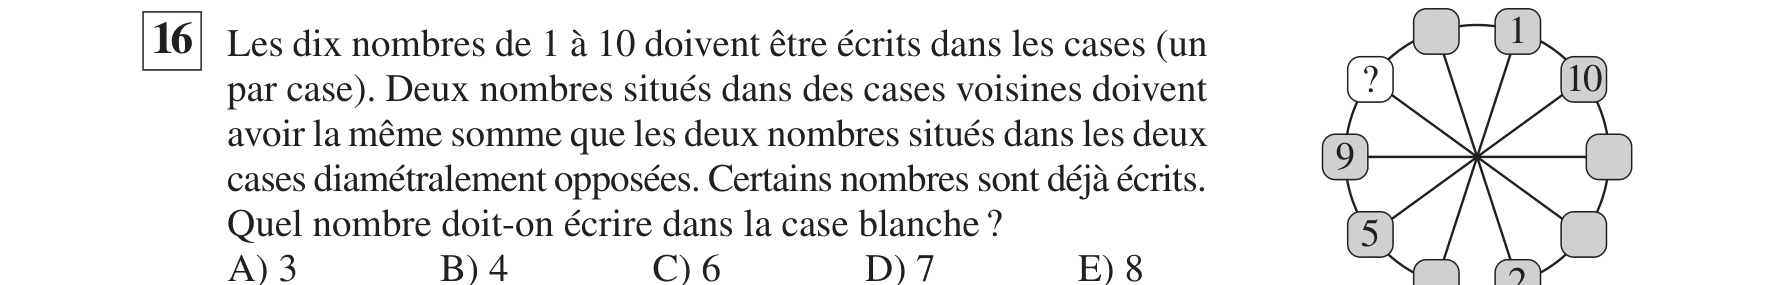 16 Les dix nombres de 1 à 10 doivent être écrits dans les cases (un
par case). Deux nombres situés dans des cases voisines doivent
avoir la même somme que les deux nombres situés dans les deux
cases diamétralement opposées. Certains nombres sont déjà écrits.
Quel nombre doit-on écrire dans la case blanche ?
A) 3 B) 4 C) 6 D) 7 E) 8
1
? 10
9
5
2